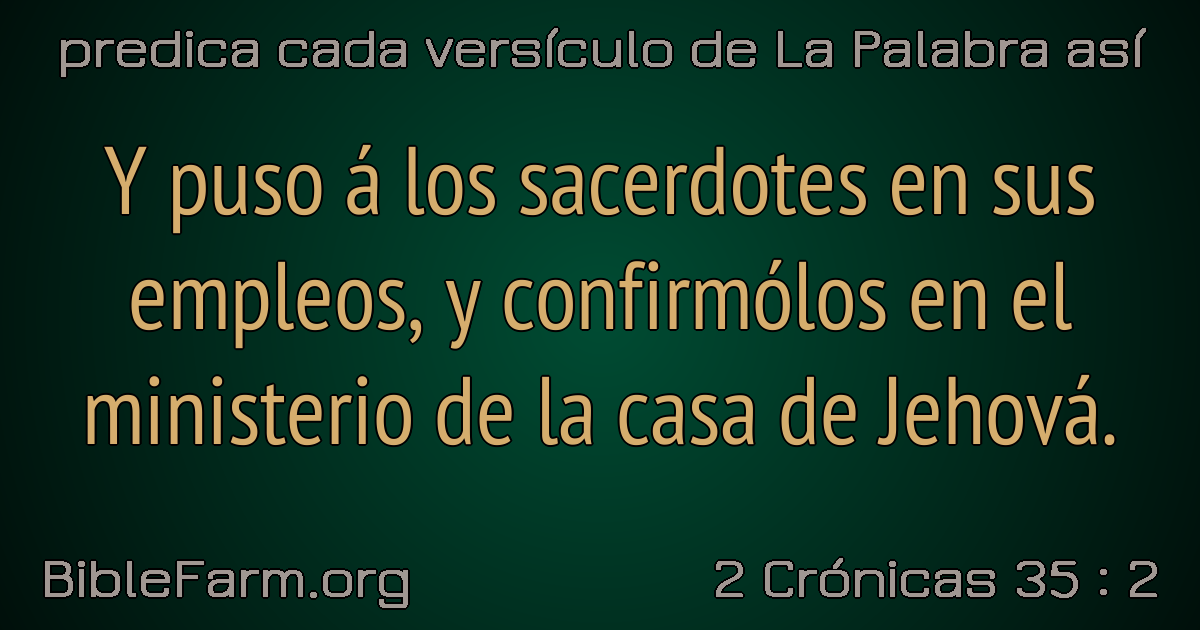 predica cada versículo de La Palabra así
Y puso á los sacerdotes en sus
empleos, y confirmólos en el
ministerio de la casa de Jehová.
BibleFarm.org
2 Crónicas 35 : 2